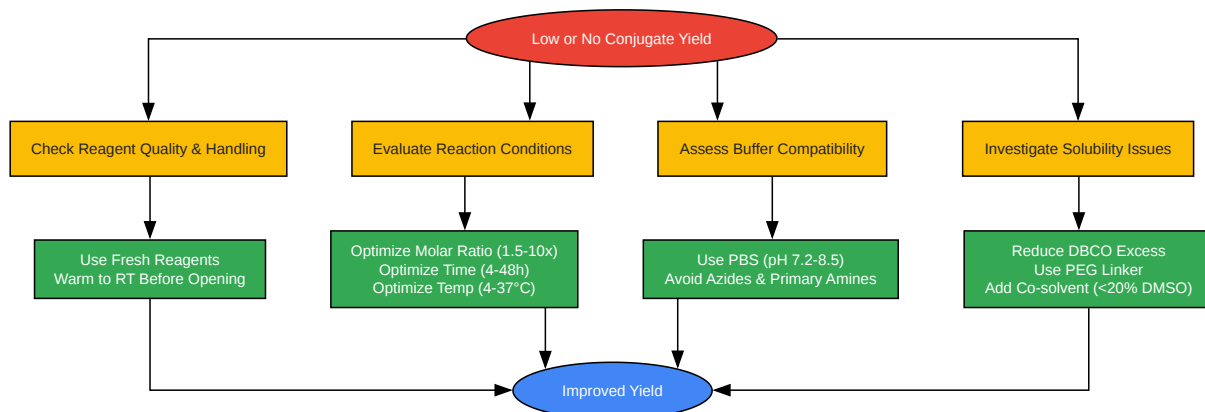 Low or No Conjugate Yield
Check Reagent Quality & Handling
Evaluate Reaction Conditions
Assess Buffer Compatibility
Investigate Solubility Issues
Use Fresh Reagents
Warm to RT Before Opening
Optimize Molar Ratio (1.5-10x)
Optimize Time (4-48h)
Optimize Temp (4-37°C)
Use PBS (pH 7.2-8.5)
Avoid Azides & Primary Amines
Reduce DBCO Excess
Use PEG Linker
Add Co-solvent (<20% DMSO)
Improved Yield